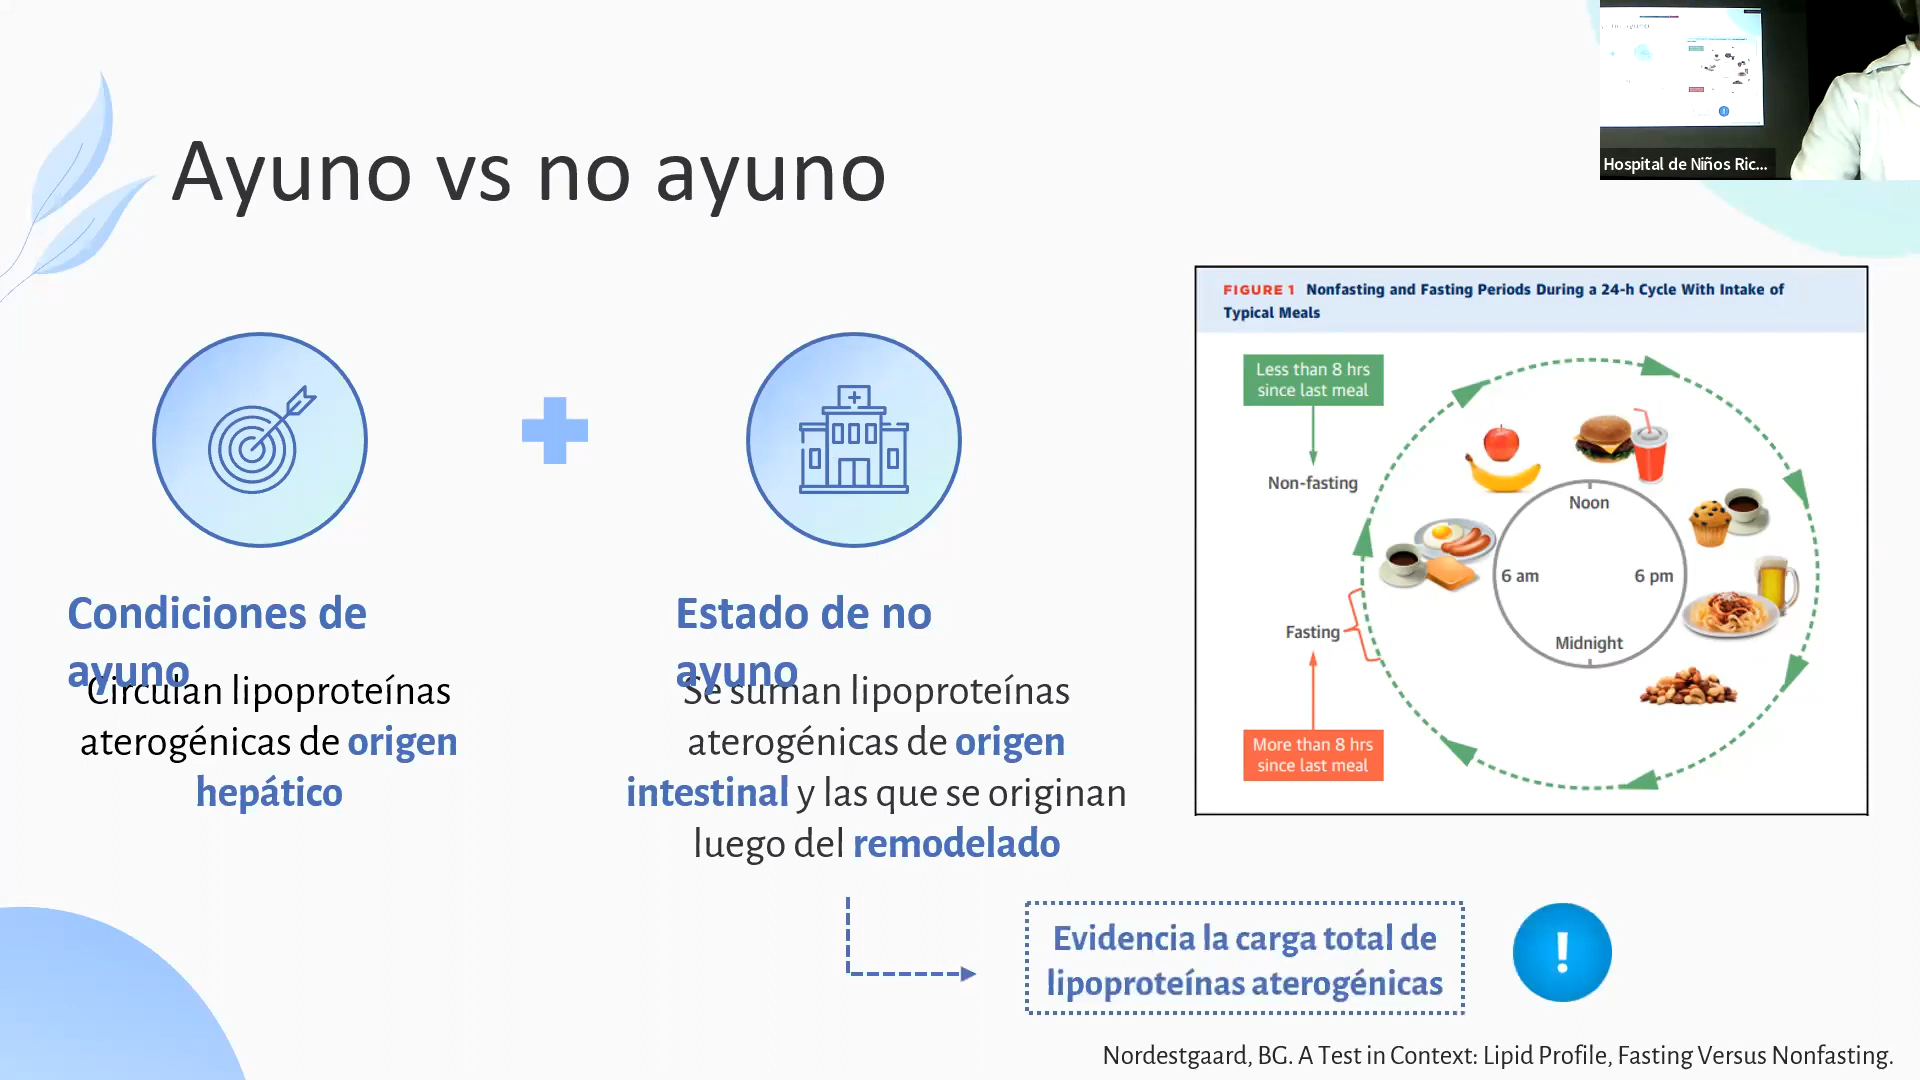 Hospital de Niños Ric...
Ayuno vs no ayuno
Condiciones de
ayuno
Circulan lipoproteínas
aterogénicas de origen
hepático
Estado de no
ayuno
Se suman lipoproteínas
aterogénicas de origen
intestinal y las que se originan
luego del remodelado
Evidencia la carga total de
lipoproteínas aterogénicas
!
FIGURE 1 Nonfasting and Fasting Periods During a 24-h Cycle With Intake of
Typical Meals
Less than 8 hrs
since last meal
Non-fasting
Noon
6 am
6 pm
Midnight
Fasting
More than 8 hrs
since last meal
Nordestgaard, BG. A Test in Context: Lipid Profile, Fasting Versus Nonfasting.